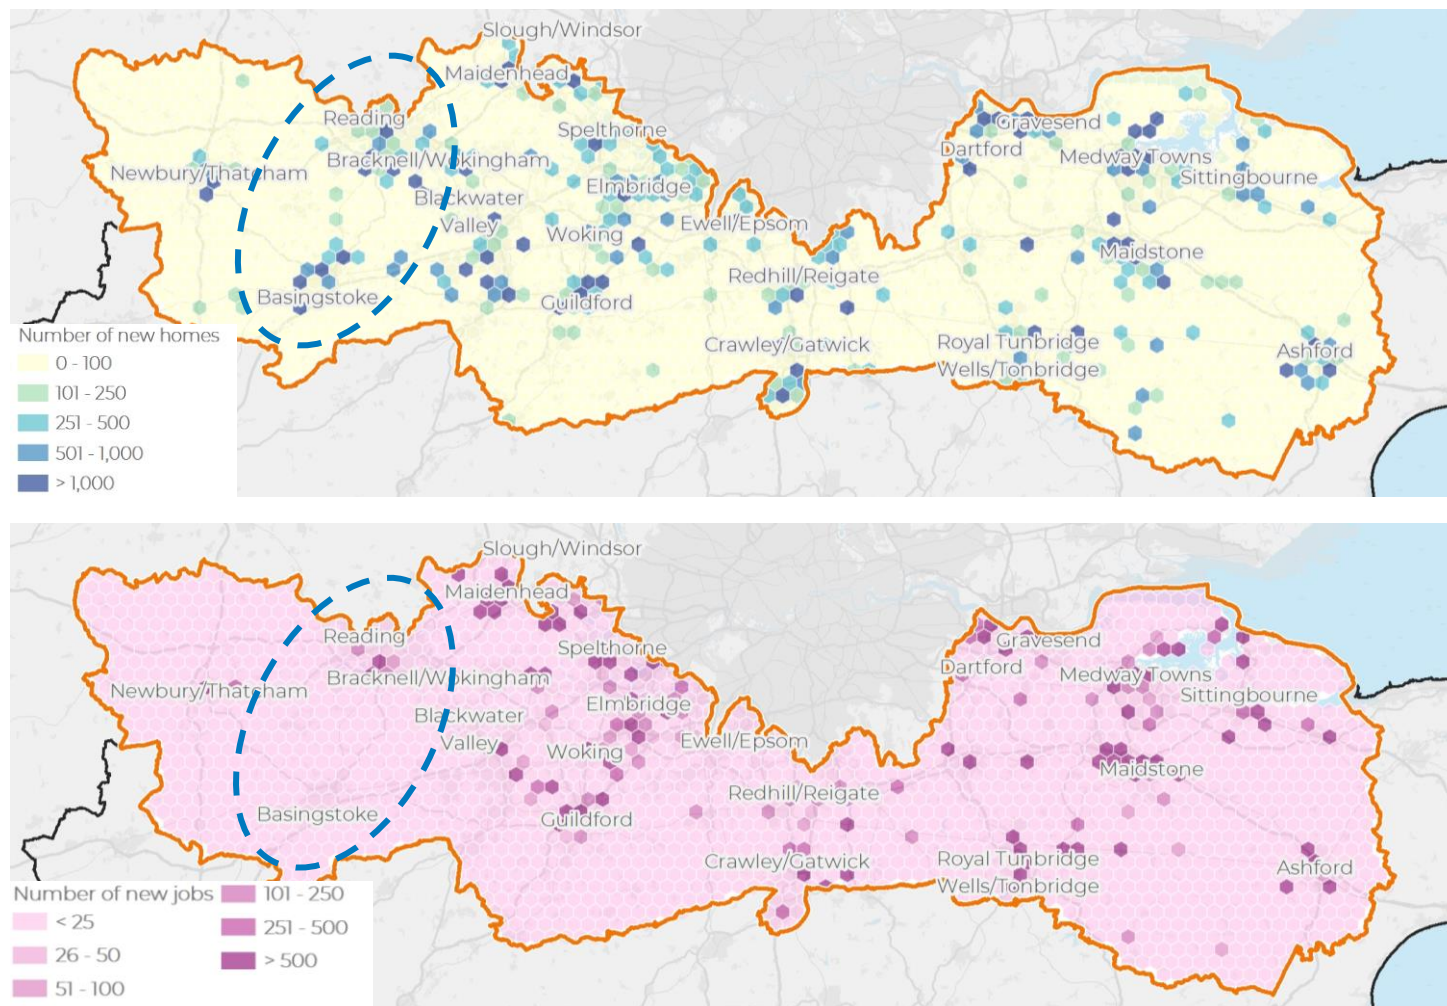 Slough/Windsor
Maidenhead
Reading
Spelthorne
Gravesend
Dartford
Bracknell/Wokingham
Medway Towns
Newbury/Thatcham
Sittingbourne
Elmbridge
Blackwater
Valley
Ewell/Epsom
Woking
Maidstone
Redhill/Reigate
Basingstoke
Guildford
Number of new homes
Crawley/Gatwick
Royal Tunbridge
Wells/Tonbridge
Ashford
0 - 100
101 - 250
251 - 500
501 - 1,000
> 1,000
Slough/Windsor
Maidenhead
Reading
Spelthorne
Gravesend
Dartford
Bracknell/Wokingham
Medway Towns
Newbury/Thatcham
Sittingbourne
Elmbridge
Blackwater
Valley
Ewell/Epsom
Woking
Maidstone
Redhill/Reigate
Basingstoke
Guildford
Crawley/Gatwick
Royal Tunbridge
Wells/Tonbridge
Ashford
Number of new jobs
< 25
26 - 50
51 - 100
101 - 250
251 - 500
> 500